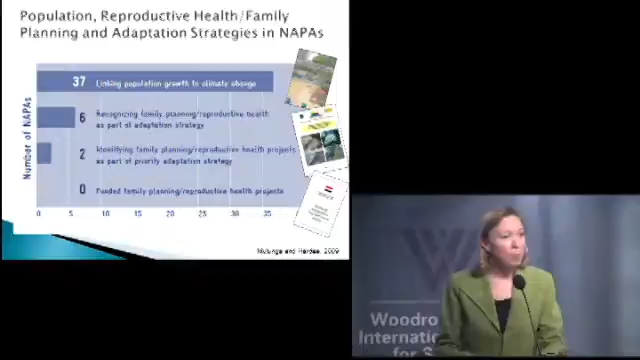 Population, Reproductive Health/Family
Planning and Adaptation Strategies in NAPAs
Number of NAPAs
37 Linking population growth to climate change
6 Recognizing family planning/reproductive health
as part of adaptation strategy
2 Identifying family planning/reproductive health projects
as part of priority adaptation strategy
0 Funded family planning/reproductive health projects
0 5 10 15 20 25 30 35
and Hardee, 2009
W
Woodro
Internation
for S